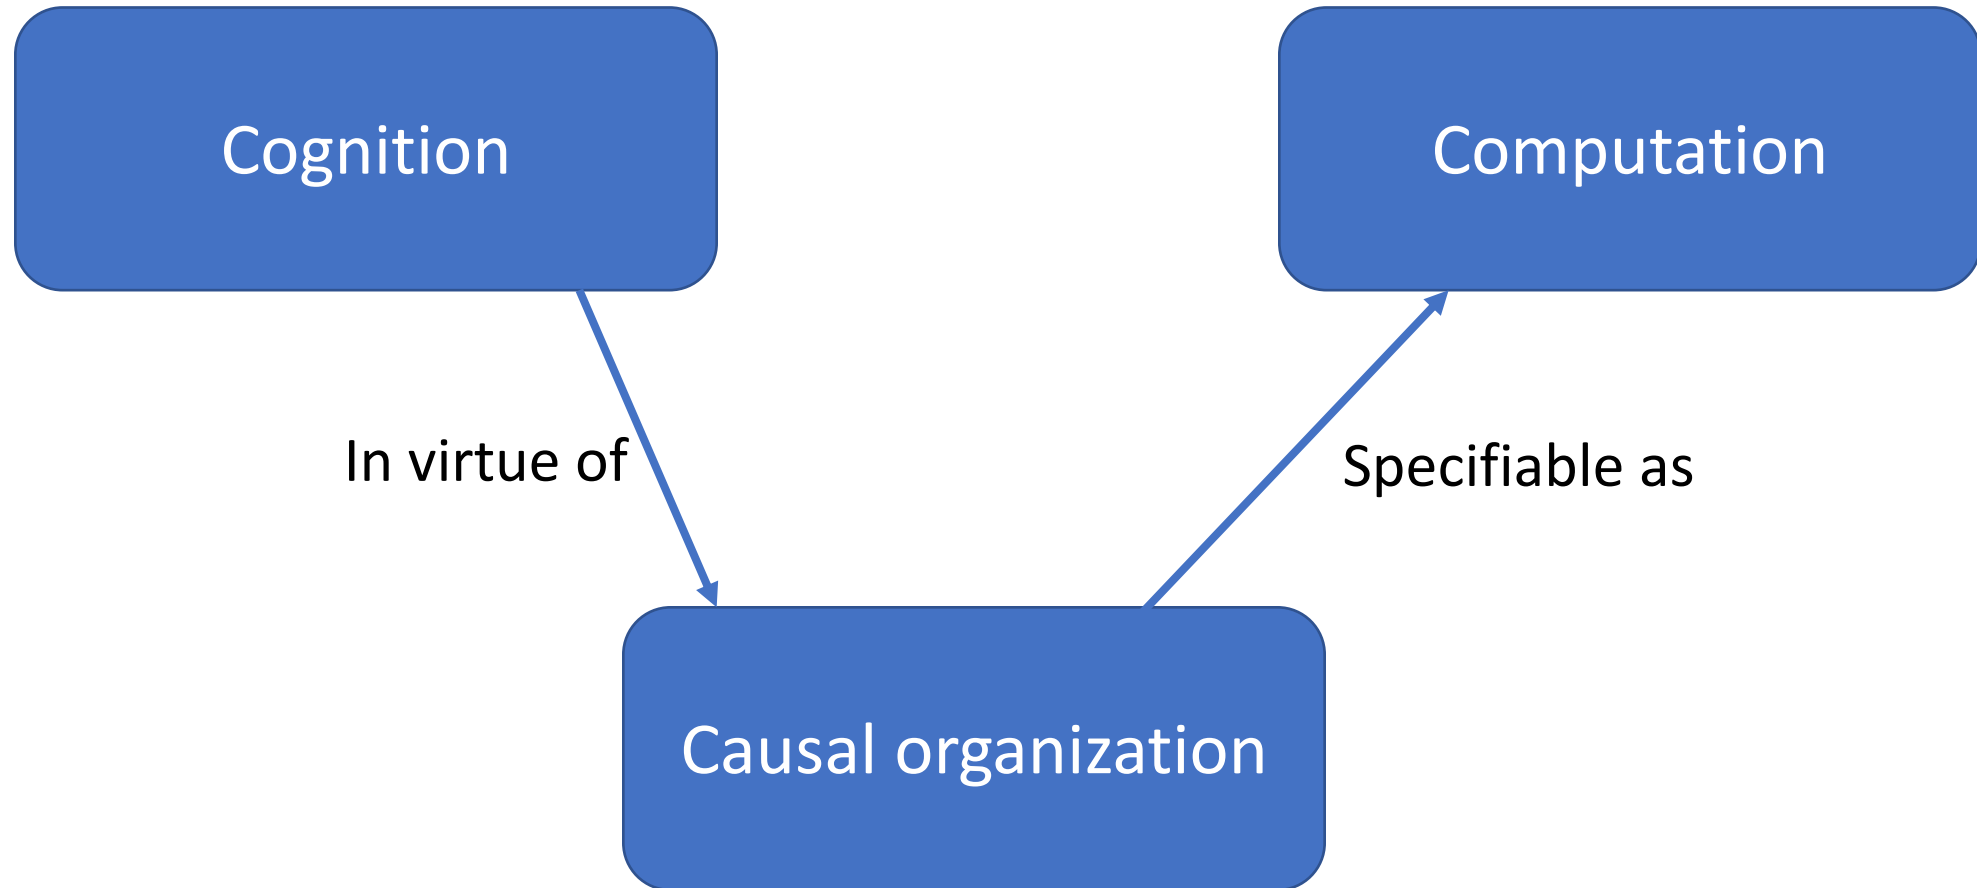 Cognition
Computation
In virtue of
Specifiable as
Causal organization